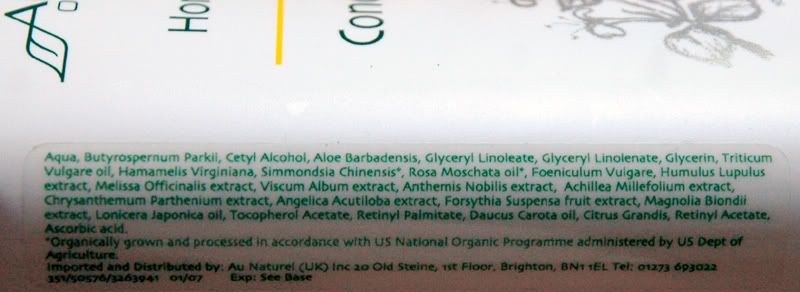 Hon
Con
Aqua, Butyrospernum Parkii, Cetyl Alcohol, Aloe Barbadensis, Glyceryl Linoleate, Glyceryl Linolenate, Glycerin, Triticum
Vulgare oil, Hamamelis Virginiana, Simmondsia Chinensis*, Rosa Moschata oil*, Foeniculum Vulgare, Humulus Lupulus
extract, Melissa Officinalis extract, Viscum Album extract, Anthemis Nobilis extract, Achillea Millefolium extract,
Chrysanthemum Parthenium extract, Angelica Acutiloba extract, Forsythia Suspensa fruit extract, Magnolia Biondii
extract, Lonicera Japonica oil, Tocopherol Acetate, Retinyl Palmitate, Daucus Carota oil, Citrus Grandis, Retinyl Acetate,
Ascorbic acid.
*Organically grown and processed in accordance with US National Organic Programme administered by US Dept of
Agriculture.
Imported and Distributed by: Au Naturel (UK) Inc 20 Old Steine, 1st Floor, Brighton, BN1 1EL Tel: 01273 693022
351/50576/3263941 01/07 Exp: See Base